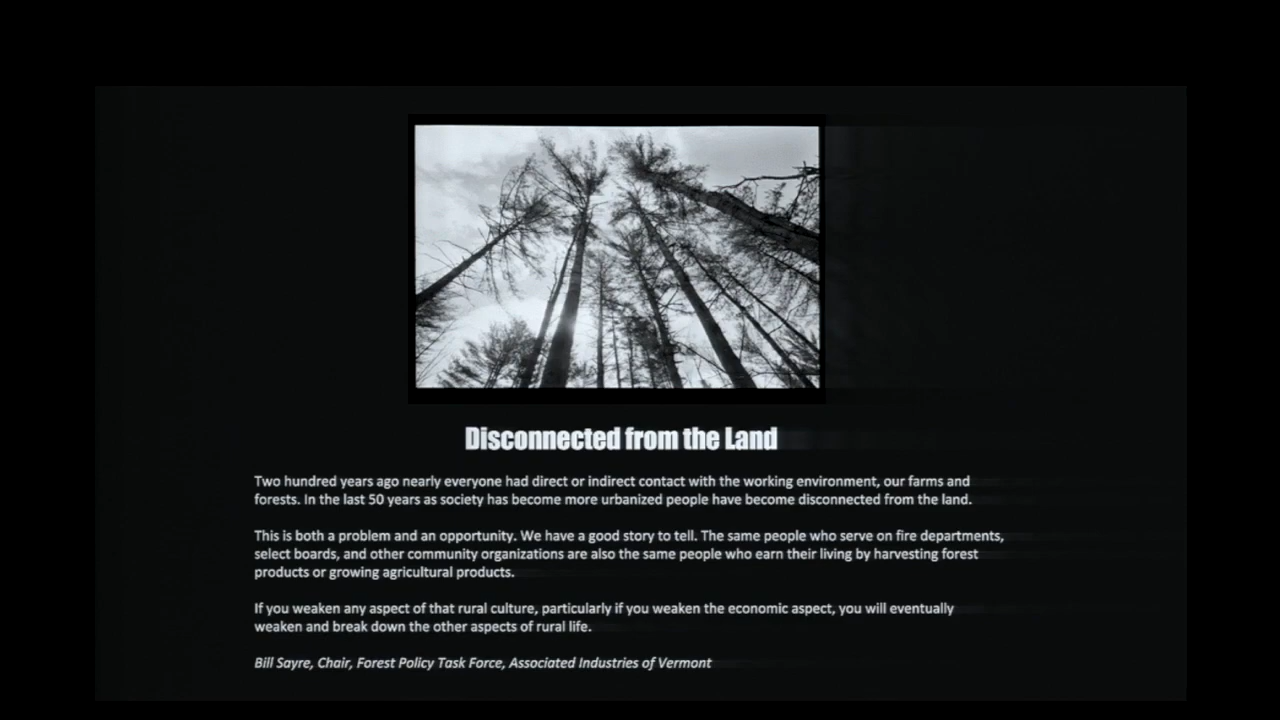 Disconnected from the Land
Two hundred years ago nearly everyone had direct or indirect contact with the working environment, our farms and
forests. In the last 50 years as society has become more urbanized people have become disconnected from the land.
This is both a problem and an opportunity. We have a good story to tell. The same people who serve on fire departments,
select boards, and other community organizations are also the same people who earn their living by harvesting forest
products or growing agricultural products.
If you weaken any aspect of that rural culture, particularly if you weaken the economic aspect, you will eventually
weaken and break down the other aspects of rural life.
Bill Sayre, Chair, Forest Policy Task Force, Associated Industries of Vermont